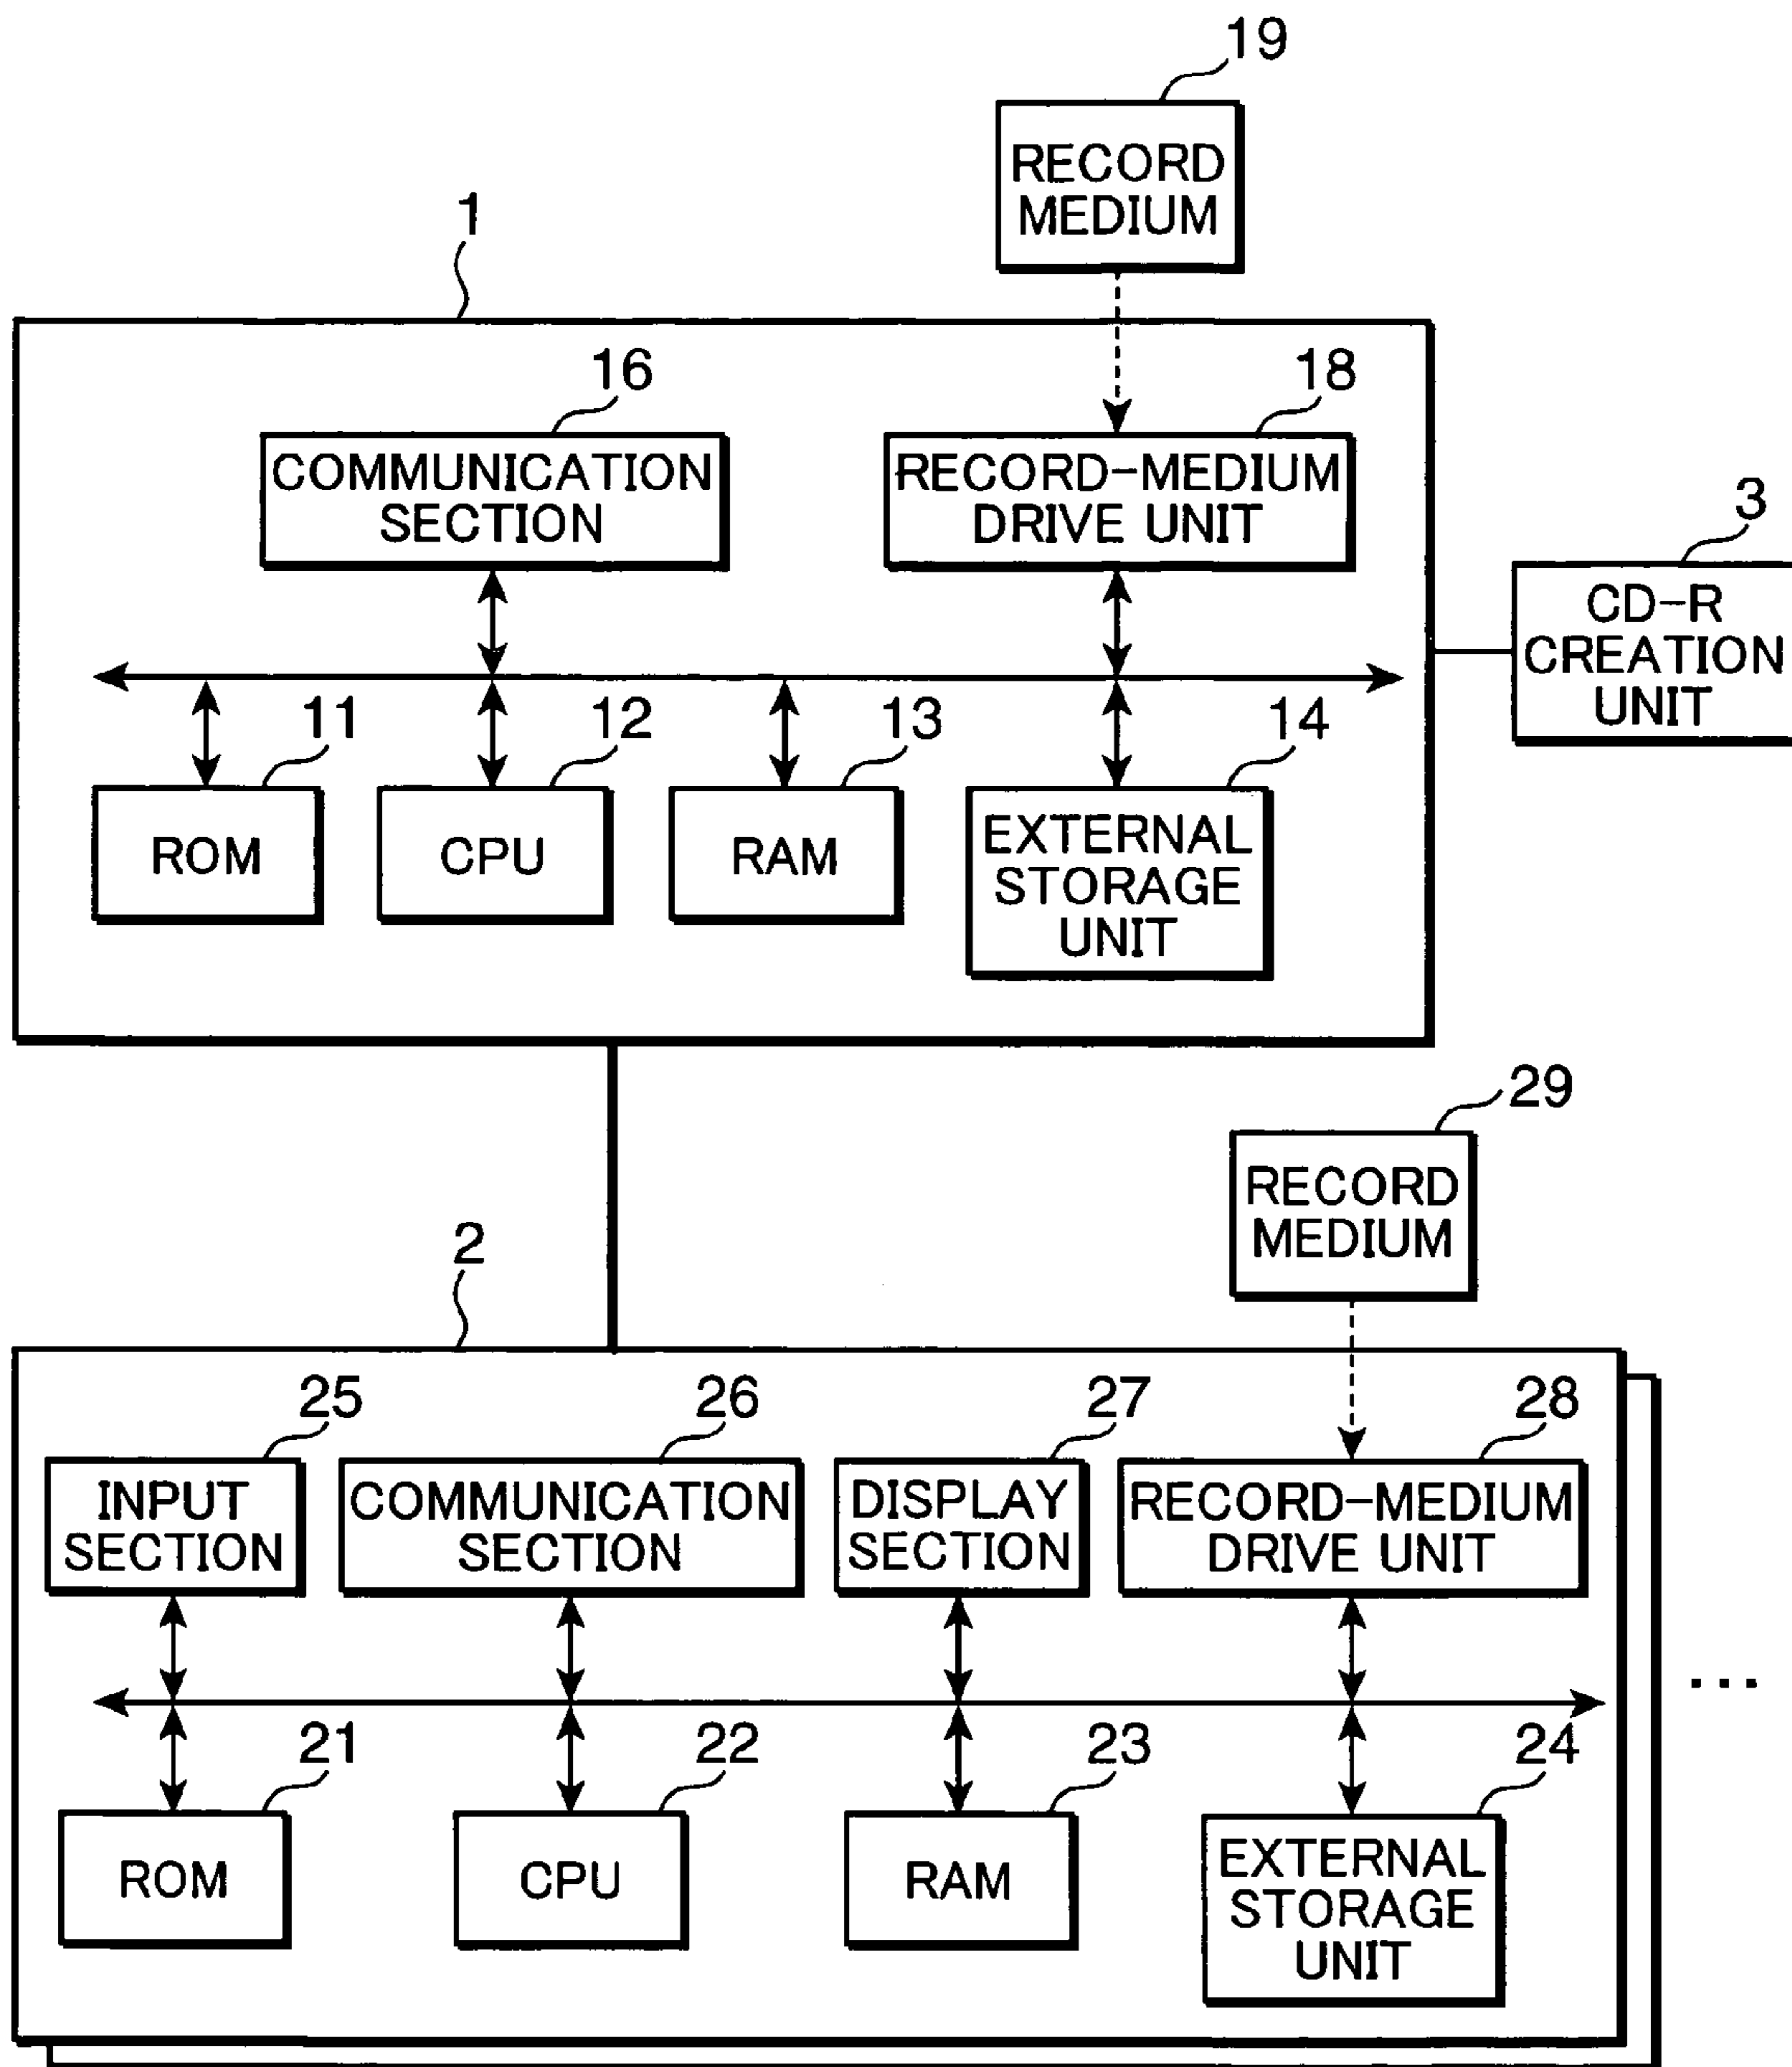 19
RECORD
MEDIUM
1
16
18
COMMUNICATION
SECTION
RECORD-MEDIUM
DRIVE UNIT
3
CD-R
CREATION
UNIT
11
12
13
14
ROM
CPU
RAM
EXTERNAL
STORAGE
UNIT
29
RECORD
MEDIUM
2
25
26
27
28
INPUT
SECTION
COMMUNICATION
SECTION
DISPLAY
SECTION
RECORD-MEDIUM
DRIVE UNIT
...
21
22
23
24
ROM
CPU
RAM
EXTERNAL
STORAGE
UNIT